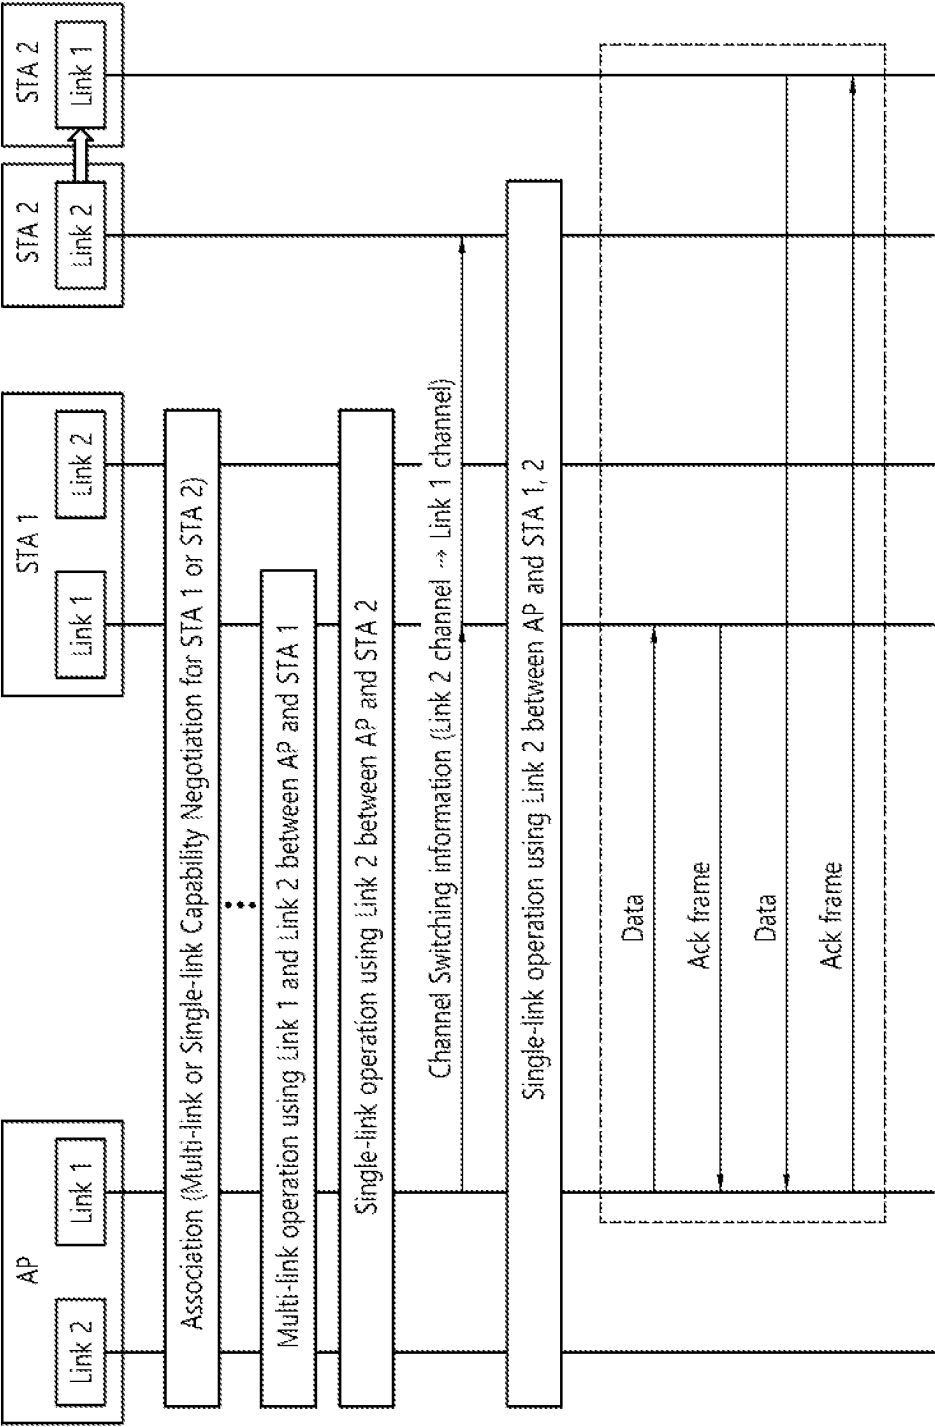 AP
STA 1
STA 2
STA 2
Link 2
Link 1
Link 1
Link 2
Link 2
Link 1
Association (Multi-link or Single-link Capability Negotiation for STA 1 or STA 2)
Multi-link operation using Link 1 and Link 2 between AP and STA 1
Single-link operation using Link 2 between AP and STA 2
Channel Switching information (Link 2 channel → Link 1 channel)
Single-link operation using Link 2 between AP and STA 1, 2
Data
Ack frame
Data
Ack frame